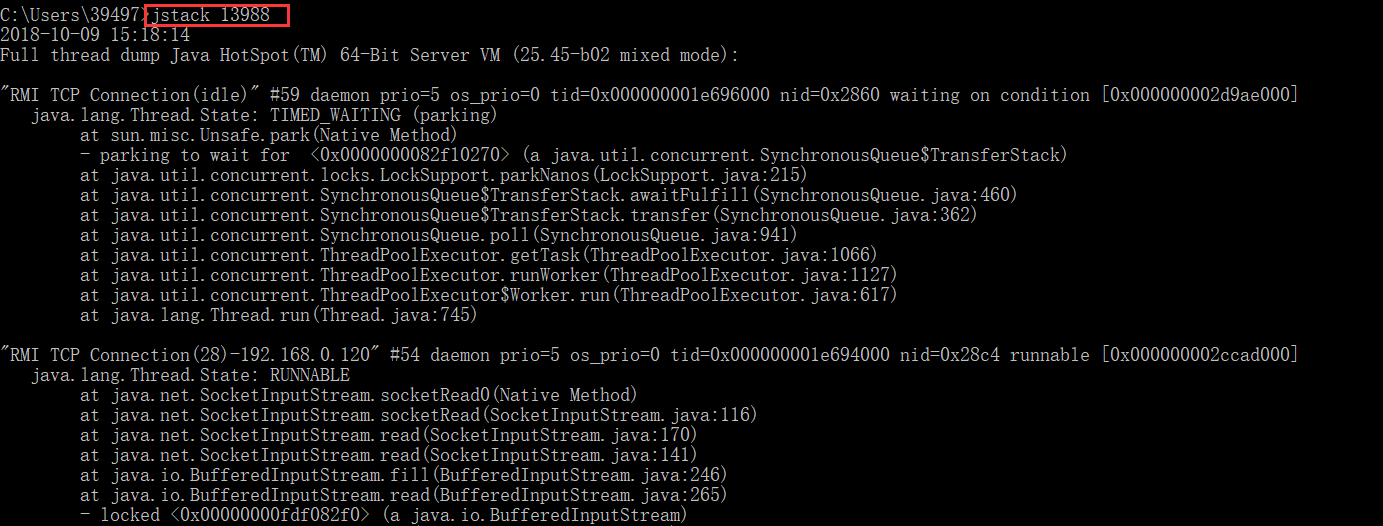 C:\Users\39497>jstack 13988
2018-10-09 15:18:14
Full thread dump Java HotSpot(TM) 64-Bit Server VM (25.45-b02 mixed mode):
"RMI TCP Connection(idle)" #59 daemon prio=5 os_prio=0 tid=0x000000001e696000 nid=0x2860 waiting on condition [0x000000002d9ae000]
java.lang.Thread.State: TIMED_WAITING (parking)
at sun.misc.Unsafe.park(Native Method)
- parking to wait for <0x0000000082f10270> (a java.util.concurrent.SynchronousQueue$TransferStack)
at java.util.concurrent.locks.LockSupport.parkNanos(LockSupport.java:215)
at java.util.concurrent.SynchronousQueue$TransferStack.awaitFulfill(SynchronousQueue.java:460)
at java.util.concurrent.SynchronousQueue$TransferStack.transfer(SynchronousQueue.java:362)
at java.util.concurrent.SynchronousQueue.poll(SynchronousQueue.java:941)
at java.util.concurrent.ThreadPoolExecutor.getTask(ThreadPoolExecutor.java:1066)
at java.util.concurrent.ThreadPoolExecutor.runWorker(ThreadPoolExecutor.java:1127)
at java.util.concurrent.ThreadPoolExecutor$Worker.run(ThreadPoolExecutor.java:617)
at java.lang.Thread.run(Thread.java:745)
"RMI TCP Connection(28)-192.168.0.120" #54 daemon prio=5 os_prio=0 tid=0x000000001e694000 nid=0x28c4 runnable [0x000000002ccad000]
java.lang.Thread.State: RUNNABLE
at java.net.SocketInputStream.socketRead0(Native Method)
at java.net.SocketInputStream.socketRead(SocketInputStream.java:116)
at java.net.SocketInputStream.read(SocketInputStream.java:170)
at java.net.SocketInputStream.read(SocketInputStream.java:141)
at java.io.BufferedInputStream.fill(BufferedInputStream.java:246)
at java.io.BufferedInputStream.read(BufferedInputStream.java:265)
- locked <0x00000000fdf082f0> (a java.io.BufferedInputStream)